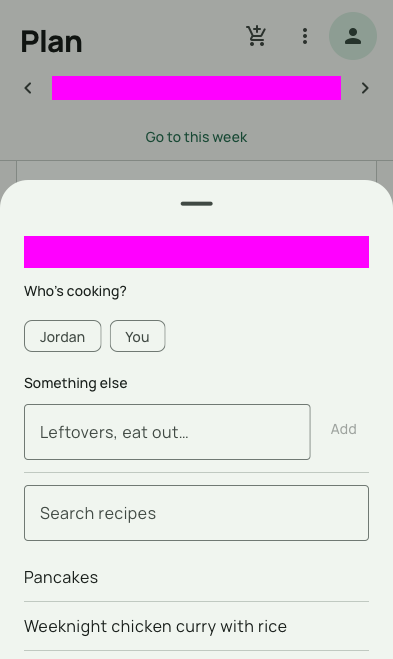 Plan
Go to this week
Who's cooking?
Jordan You
Something else
Leftovers, eat out…
Add
Search recipes
Pancakes
Weeknight chicken curry with rice